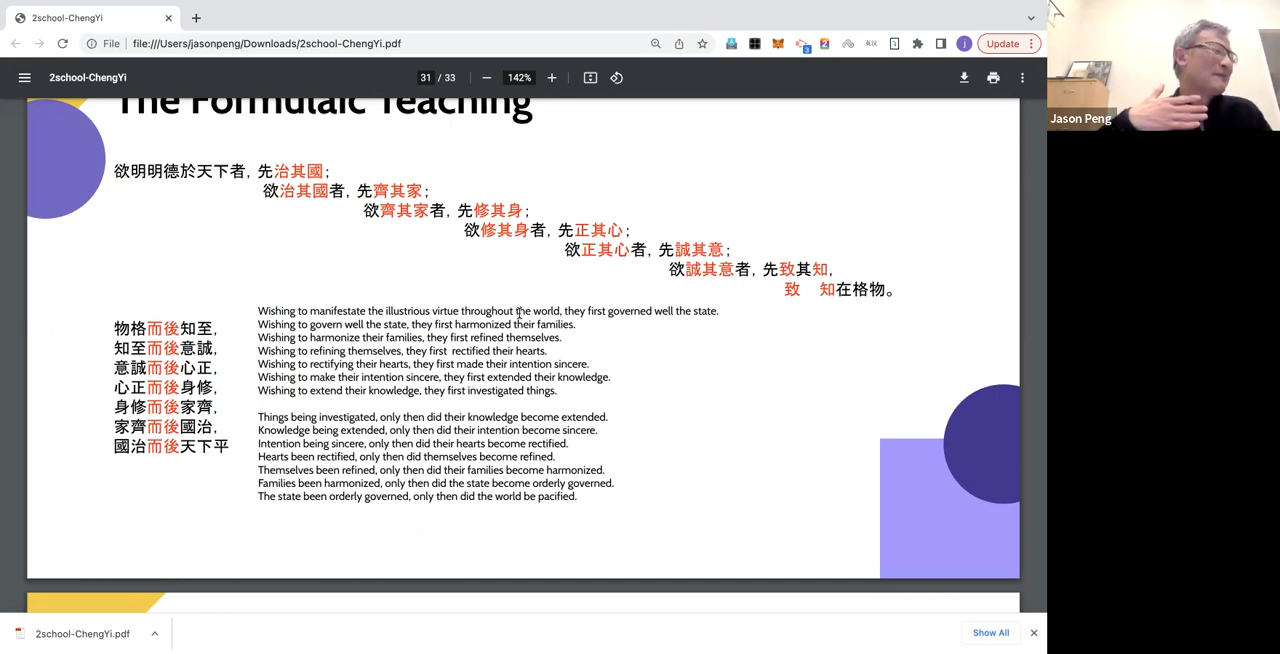 2school-ChengYi
File
file:///Users/jasonpeng/Downloads/2school-ChengYi.pdf
Update
2school-ChengYi
31 / 33
142%
The Formulaic Teaching
欲明明德於天下者, 先治其國;
欲治其國者, 先齊其家;
欲齊其家者, 先修其身;
欲修其身者, 先正其心;
欲正其心者, 先誠其意;
欲誠其意者, 先致其知,
致 知在格物。
Wishing to manifestate the illustrious virtue throughout the world, they first governed well the state.
Wishing to govern well the state, they first harmonized their families.
Wishing to harmonize their families, they first refined themselves.
Wishing to refining themselves, they first rectified their hearts.
Wishing to rectifying their hearts, they first made their intention sincere.
Wishing to make their intention sincere, they first extended their knowledge.
Wishing to extend their knowledge, they first investigated things.
物格而後知至,
知至而後意誠,
意誠而後心正,
心正而後身修,
身修而後家齊,
家齊而後國治,
國治而後天下平
Things being investigated, only then did their knowledge become extended.
Knowledge being extended, only then did their intention become sincere.
Intention being sincere, only then did their hearts become rectified.
Hearts been rectified, only then did themselves become refined.
Themselves been refined, only then did their families become harmonized.
Families been harmonized, only then did the state become orderly governed.
The state been orderly governed, only then did the world be pacified.
2school-ChengYi.pdf
Show All
Jason Peng